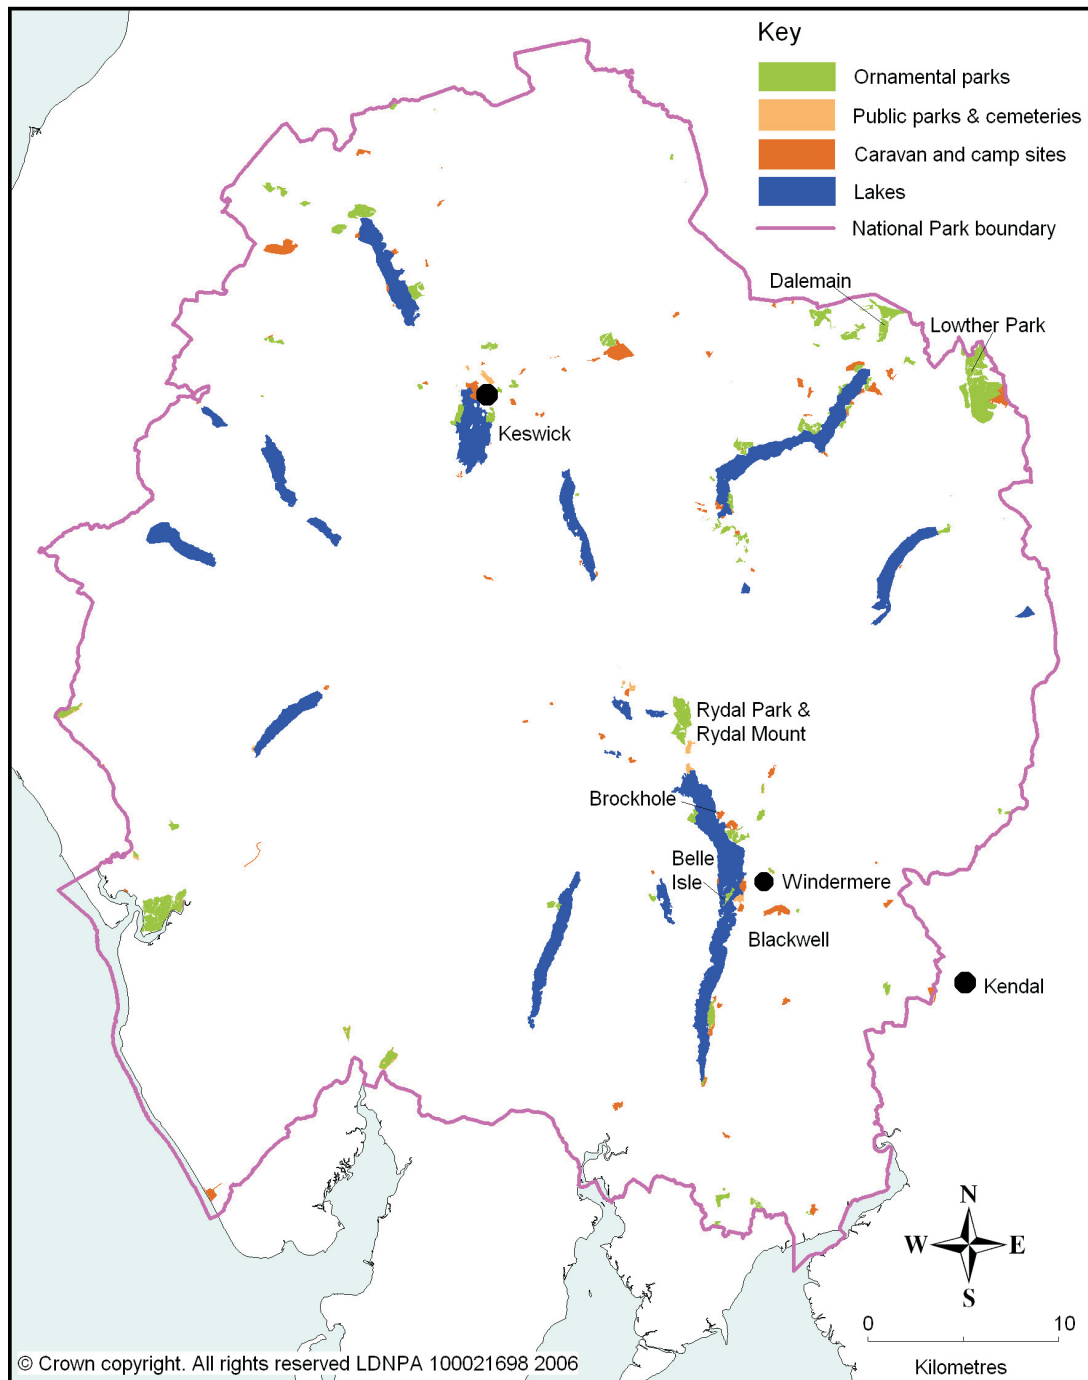 Key
Ornamental parks
Public parks & cemeteries
Caravan and camp sites
Lakes
National Park boundary
Dalemain
Lowther Park
Keswick
Rydal Park &
Rydal Mount
Brockhole
Belle
Isle
Windermere
Blackwell
Kendal
N
W
E
S
0
10
Kilometres
© Crown copyright. All rights reserved LDNPA 100021698 2006